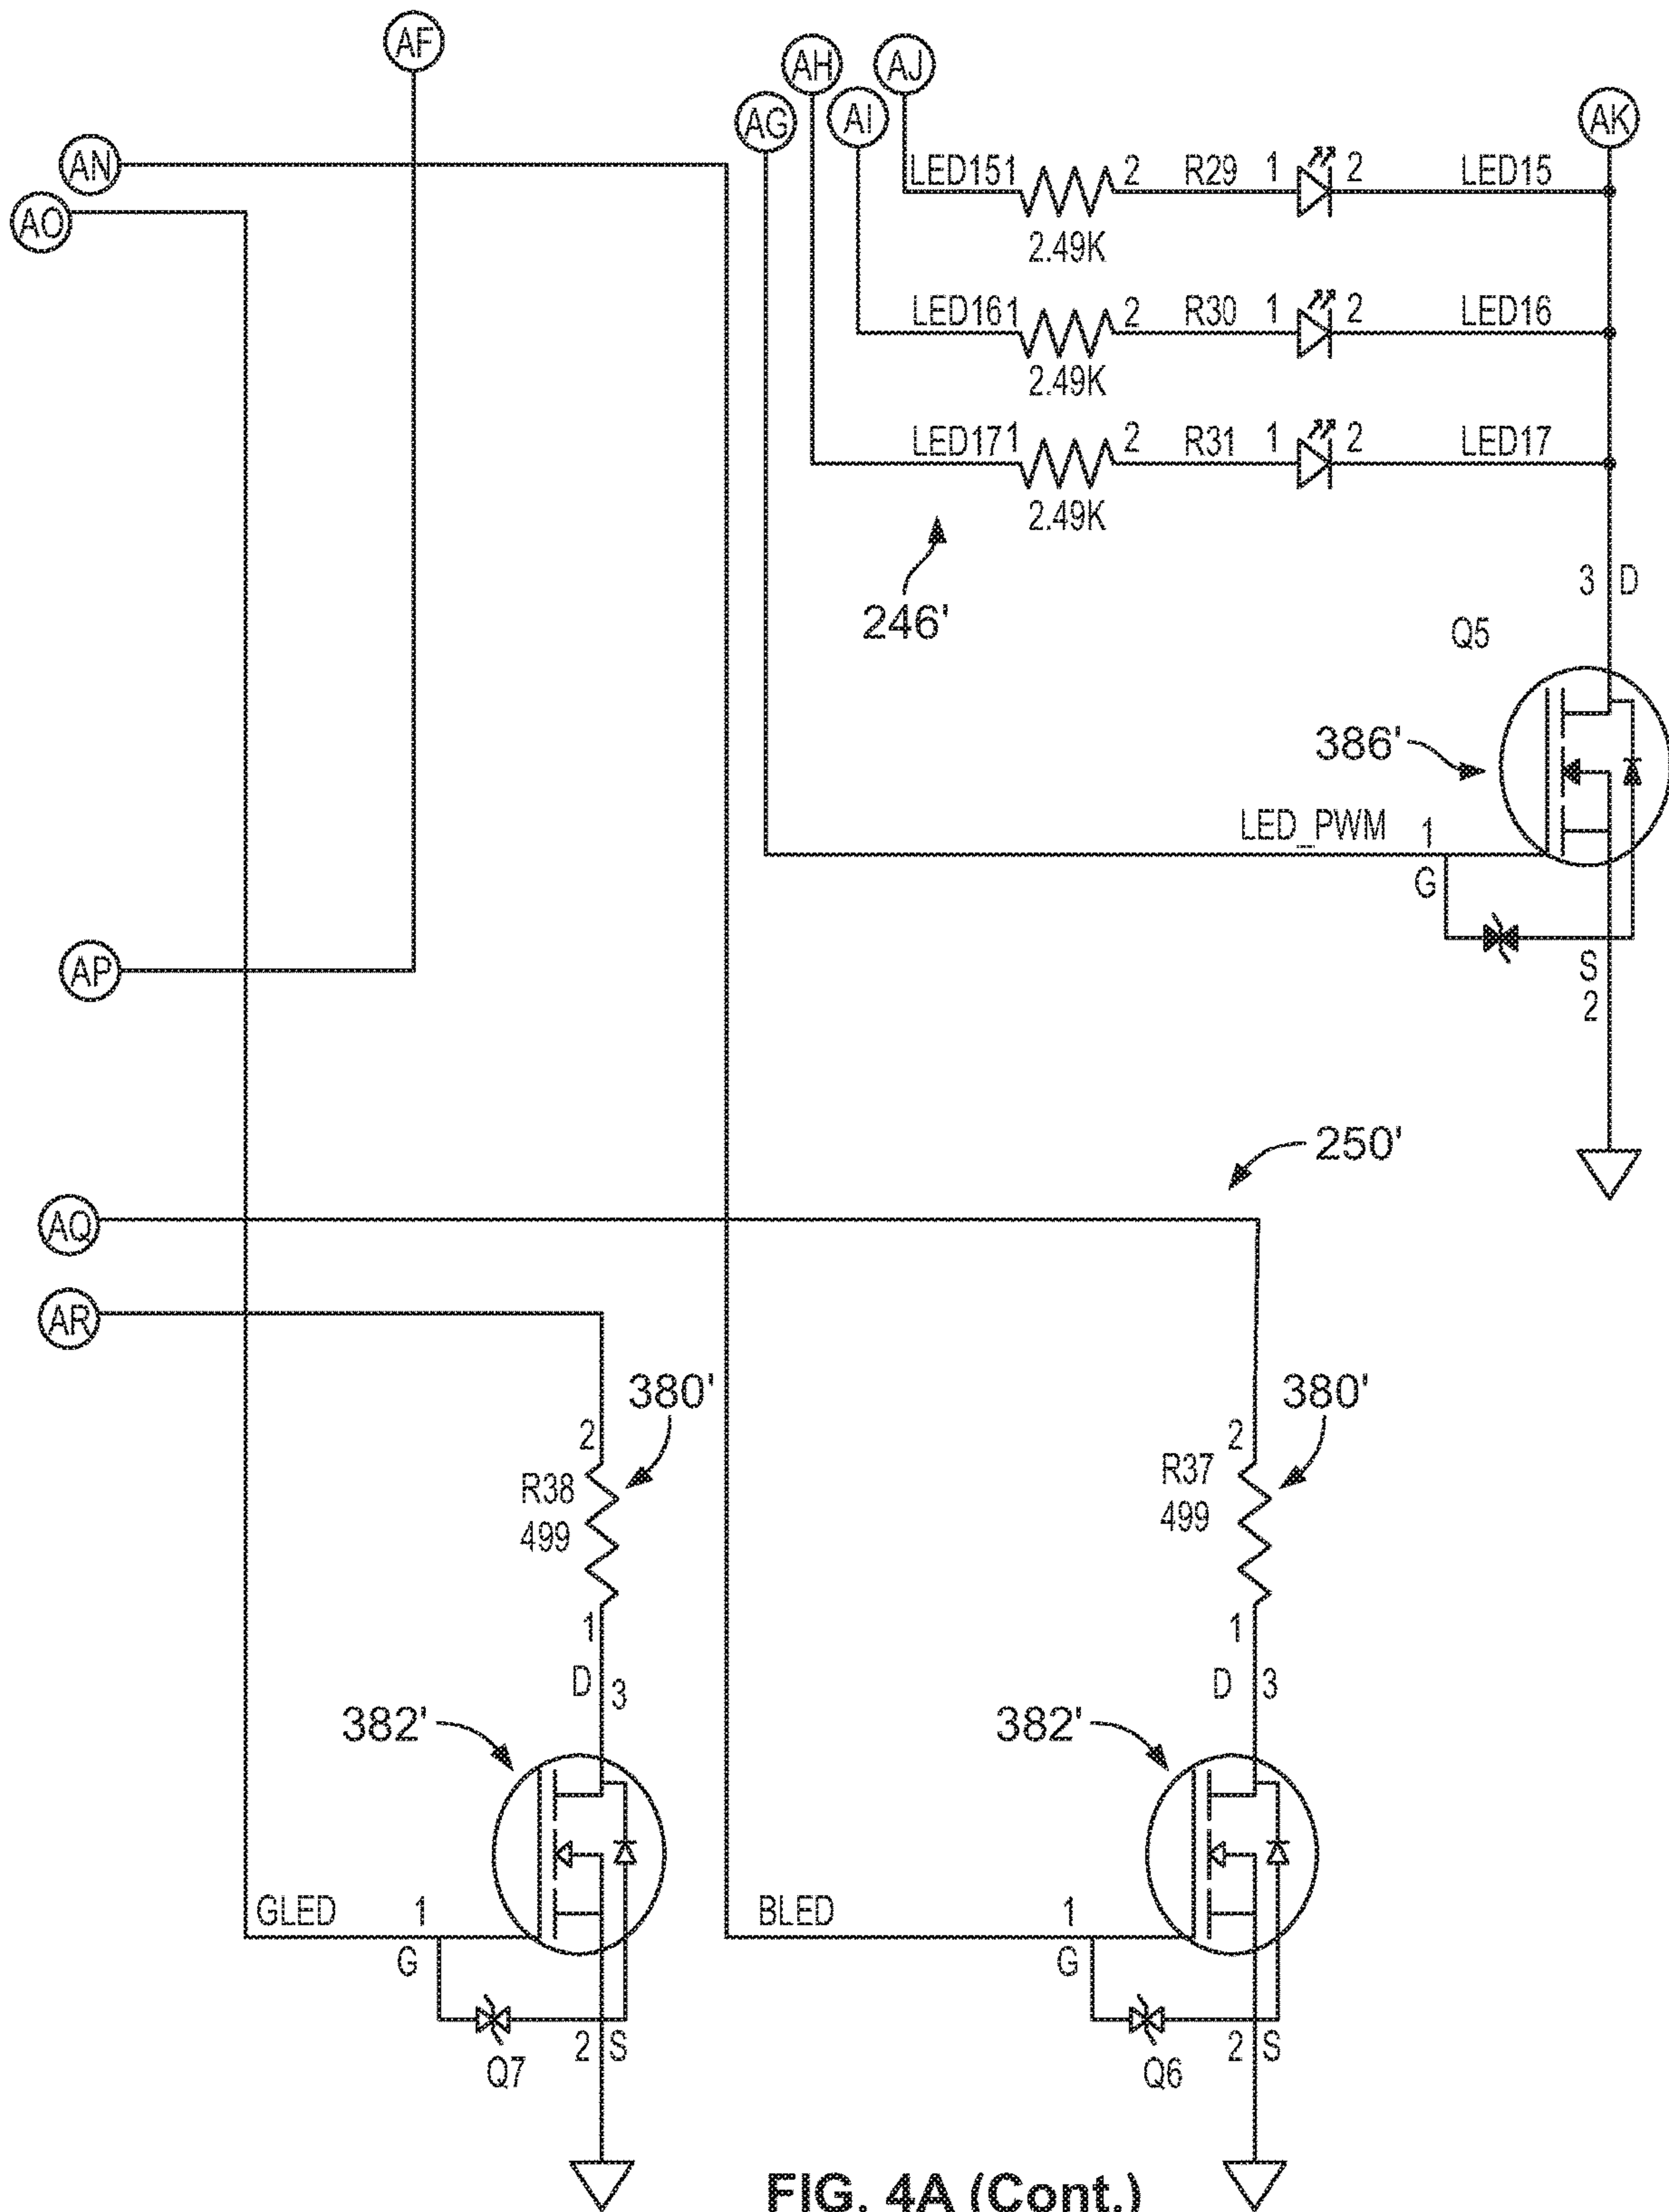 AF
AH
AJ
AG
AI
AK
AN
AO
LED151
2
R29
1
2
LED15
2.49K
LED161
2
R30
1
2
LED16
2.49K
LED171
2
R31
1
2
LED17
2.49K
246'
3 D
Q5
386'
LED_PWM
1
G
AP
S
2
250'
AQ
AR
380'
380'
2
2
R38
499
R37
499
1
1
D 3
D 3
382'
382'
GLED
1
BLED
1
G
G
2 S
2 S
Q7
Q6
FIG. 4A (Cont.)